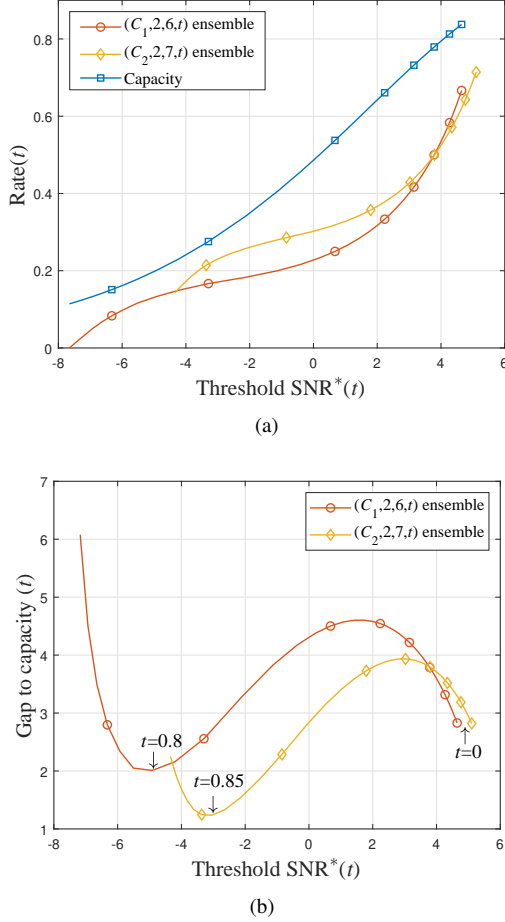 (C₁,2,6,t) ensemble
(C₂,2,7,t) ensemble
Capacity
0.8
0.6
0.4
0.2
0
Rate(t)
-8 -6 -4 -2 0 2 4 6
Threshold SNR*(t)
(a)
(C₁,2,6,t) ensemble
(C₂,2,7,t) ensemble
7
6
5
4
3
2
1
Gap to capacity (t)
t=0.8
t=0.85
t=0
-8 -6 -4 -2 0 2 4 6
Threshold SNR*(t)
(b)